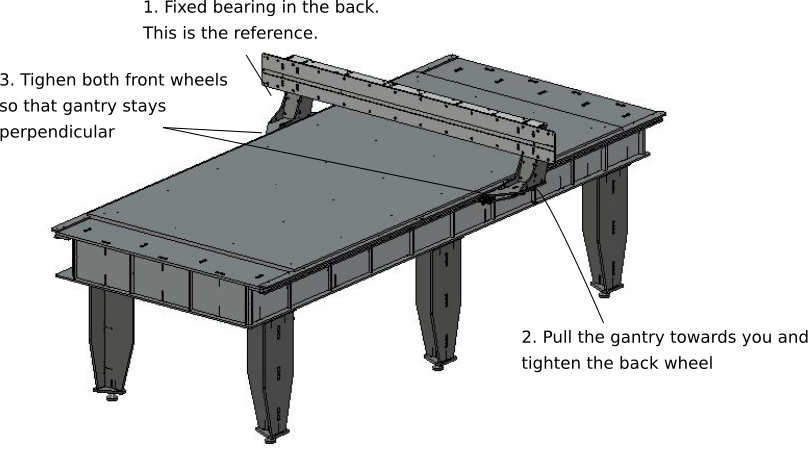 1. Fixed bearing in the back.
This is the reference.
3. Tighen both front wheels
so that gantry stays
perpendicular
2. Pull the gantry towards you and
tighten the back wheel